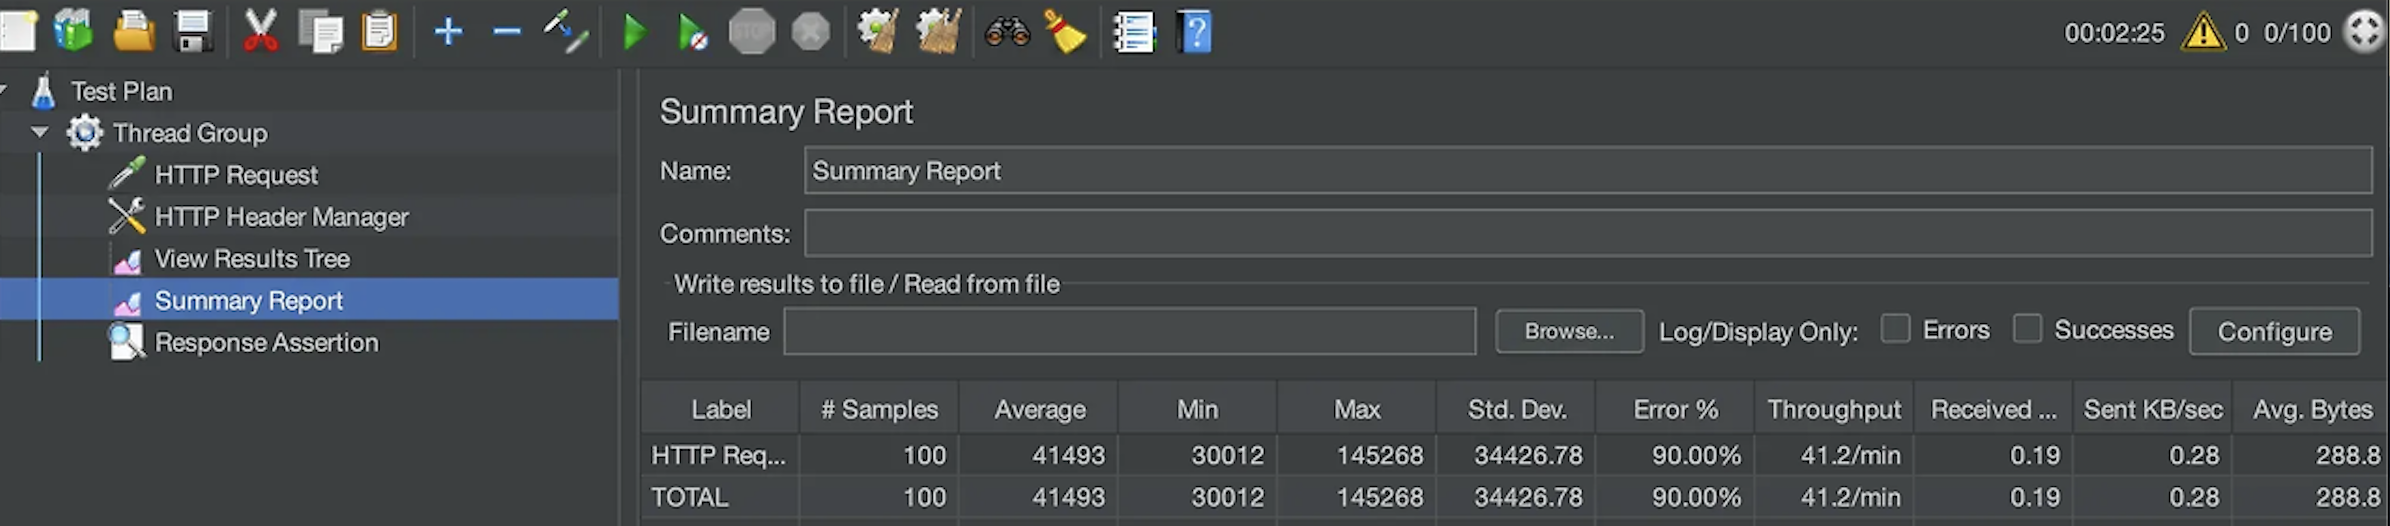 STOP
?
00:02:25 0 0/100
Test Plan
Thread Group
HTTP Request
HTTP Header Manager
View Results Tree
Summary Report
Response Assertion
Summary Report
Name: Summary Report
Comments:
Write results to file / Read from file
Filename Browse... Log/Display Only: Errors Successes Configure
Label # Samples Average Min Max Std. Dev. Error % Throughput Received ... Sent KB/sec Avg. Bytes
HTTP Req... 100 41493 30012 145268 34426.78 90.00% 41.2/min 0.19 0.28 288.8
TOTAL 100 41493 30012 145268 34426.78 90.00% 41.2/min 0.19 0.28 288.8